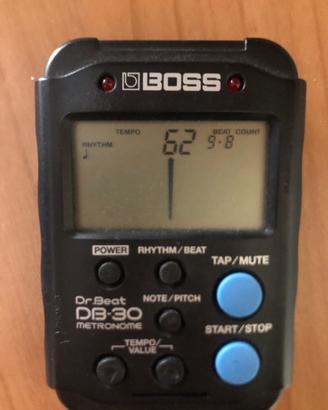 BOSS
TEMPO 62 BEAT COUNT
RHYTHM 9-8
POWER RHYTHM/BEAT
TAP/MUTE
Dr.Beat NOTE/PITCH
DB-30
METRONOME
START/STOP
TEMPO/
VALUE